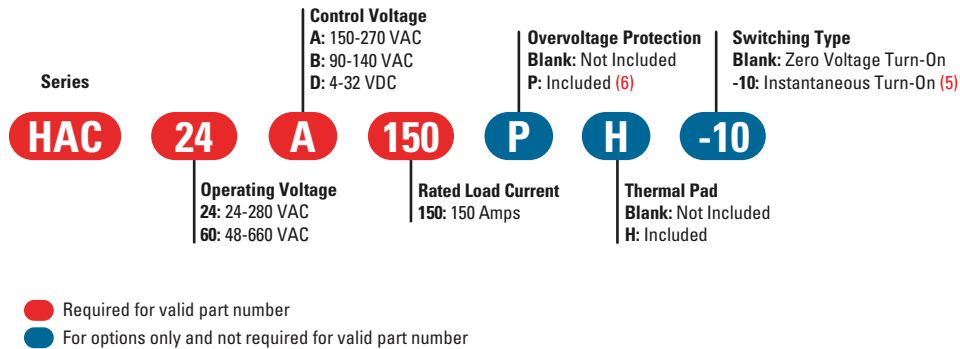 Control Voltage
A: 150-270 VAC
B: 90-140 VAC
D: 4-32 VDC
Overvoltage Protection
Blank: Not Included
P: Included (6)
Switching Type
Blank: Zero Voltage Turn-On
-10: Instantaneous Turn-On (5)
Series
HAC 24 A 150 P H -10
Operating Voltage
24: 24-280 VAC
60: 48-660 VAC
Rated Load Current
150: 150 Amps
Thermal Pad
Blank: Not Included
H: Included
Required for valid part number
For options only and not required for valid part number